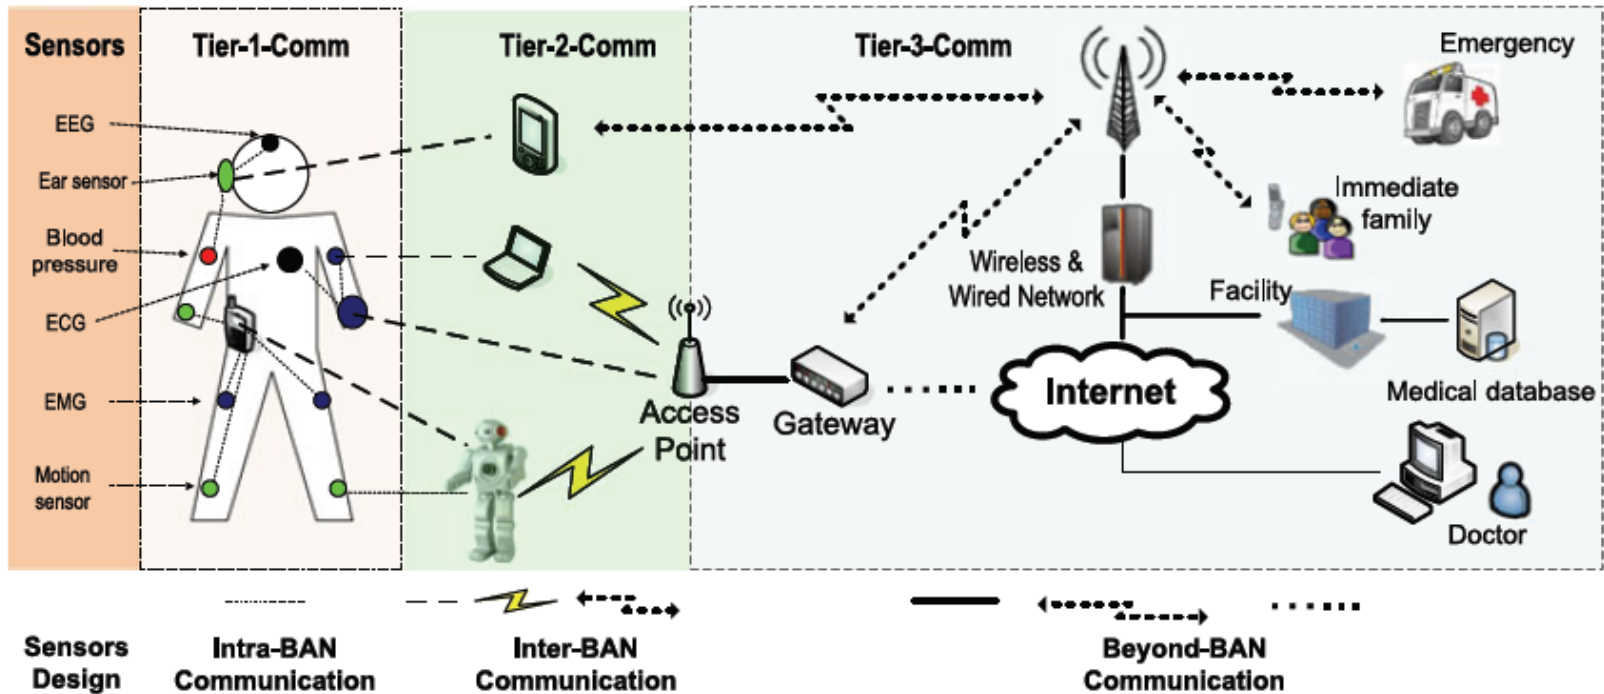 Sensors
Tier-1-Comm
Tier-2-Comm
Tier-3-Comm
Emergency
EEG
Ear sensor
Immediate
family
Blood
pressure
Wireless &
Wired Network
Facility
ECG
Internet
Medical database
EMG
Access
Point
Gateway
Motion
sensor
Doctor
Sensors
Design
Intra-BAN
Communication
Inter-BAN
Communication
Beyond-BAN
Communication